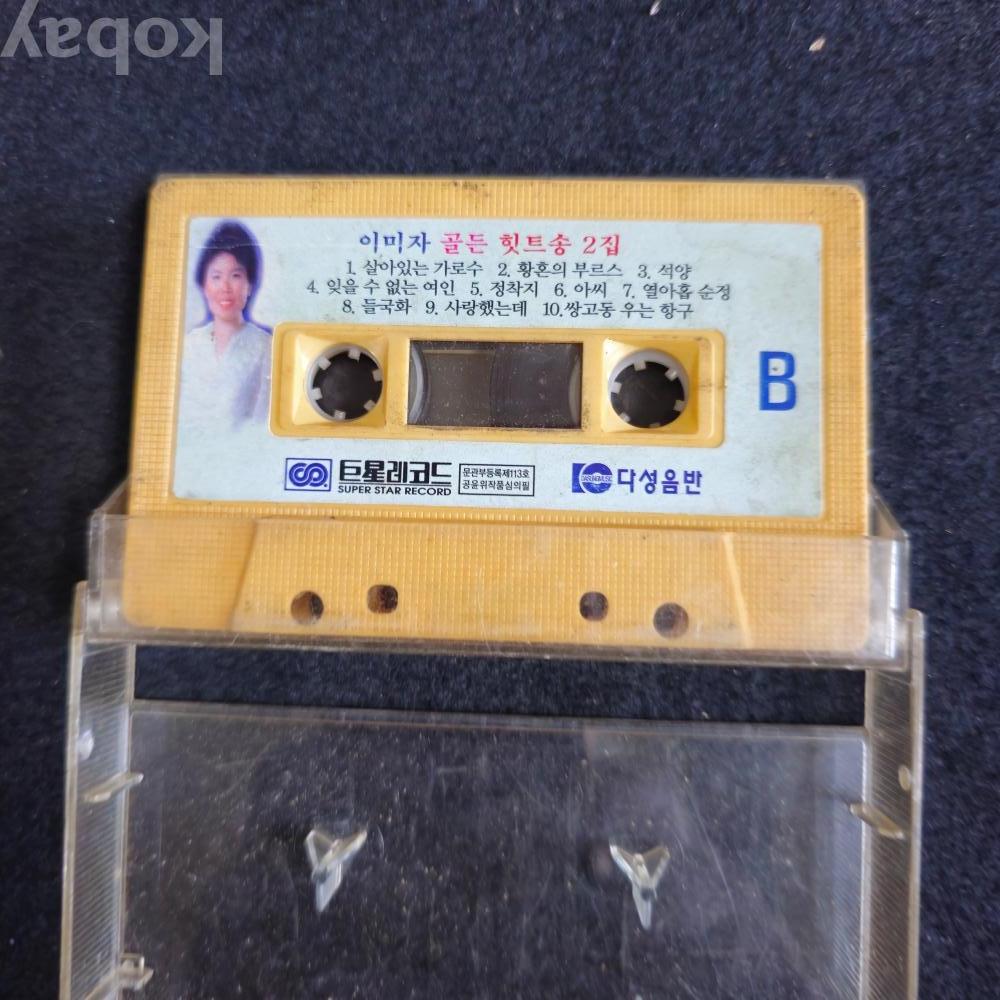 kobay
이미자 골든 힛트송 2집
1. 살아있는 가로수 2. 황혼의 부르스 3. 석양
4. 잊을 수 없는 여인 5. 정착지 6. 아씨 7. 열아홉 순정
8. 들국화 9. 사랑했는데 10.쌍고동 우는 항구
B
巨星레코드
SUPER STAR RECORD
문관부등록제113호
공윤위작품심의필
DASUNGMUSIC
다성음반